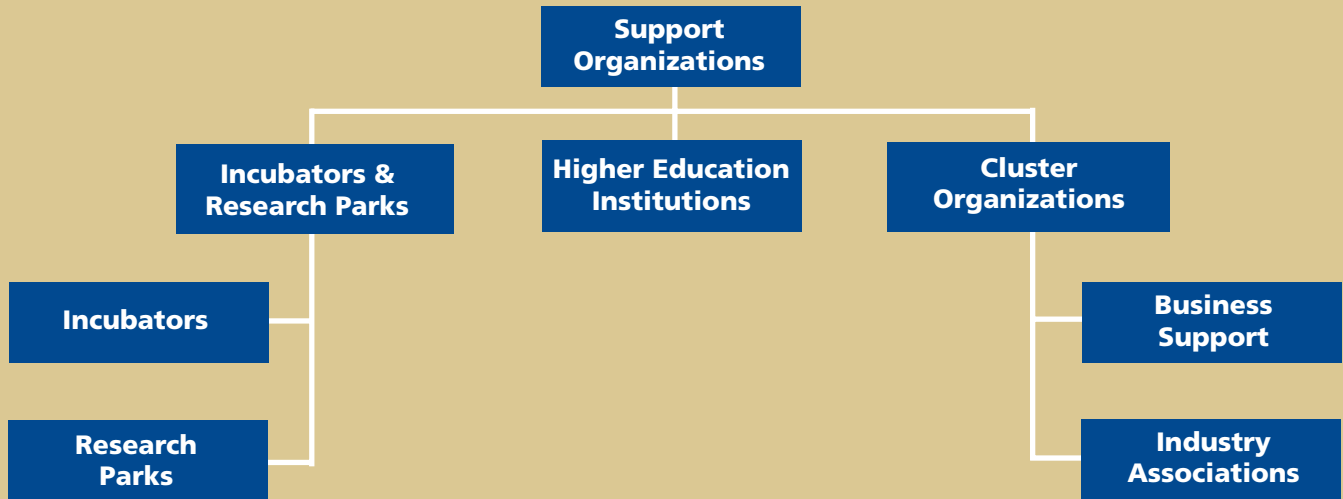 Support
Organizations
Incubators &
Research Parks
Higher Education
Institutions
Cluster
Organizations
Incubators
Business
Support
Research
Parks
Industry
Associations